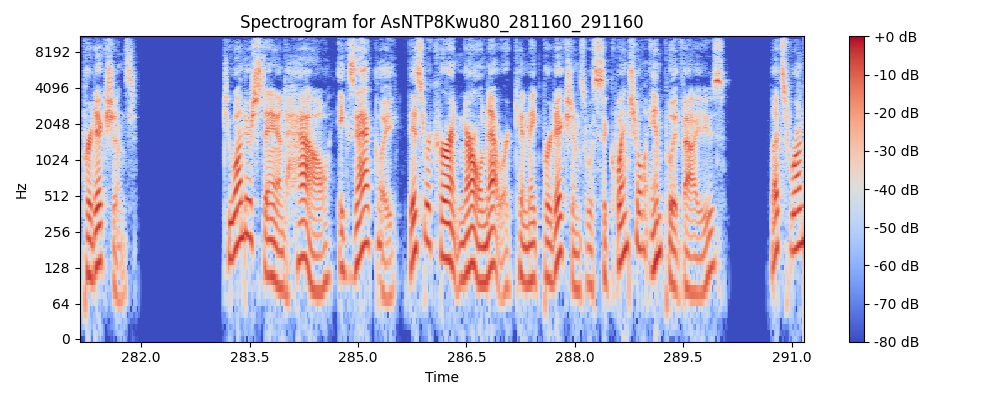 Spectrogram for AsNTP8Kwu80_281160_291160
8192
4096
2048
1024
512
256
128
64
0
Hz
282.0
283.5
285.0
286.5
288.0
289.5
291.0
Time
+0 dB
-10 dB
-20 dB
-30 dB
-40 dB
-50 dB
-60 dB
-70 dB
-80 dB